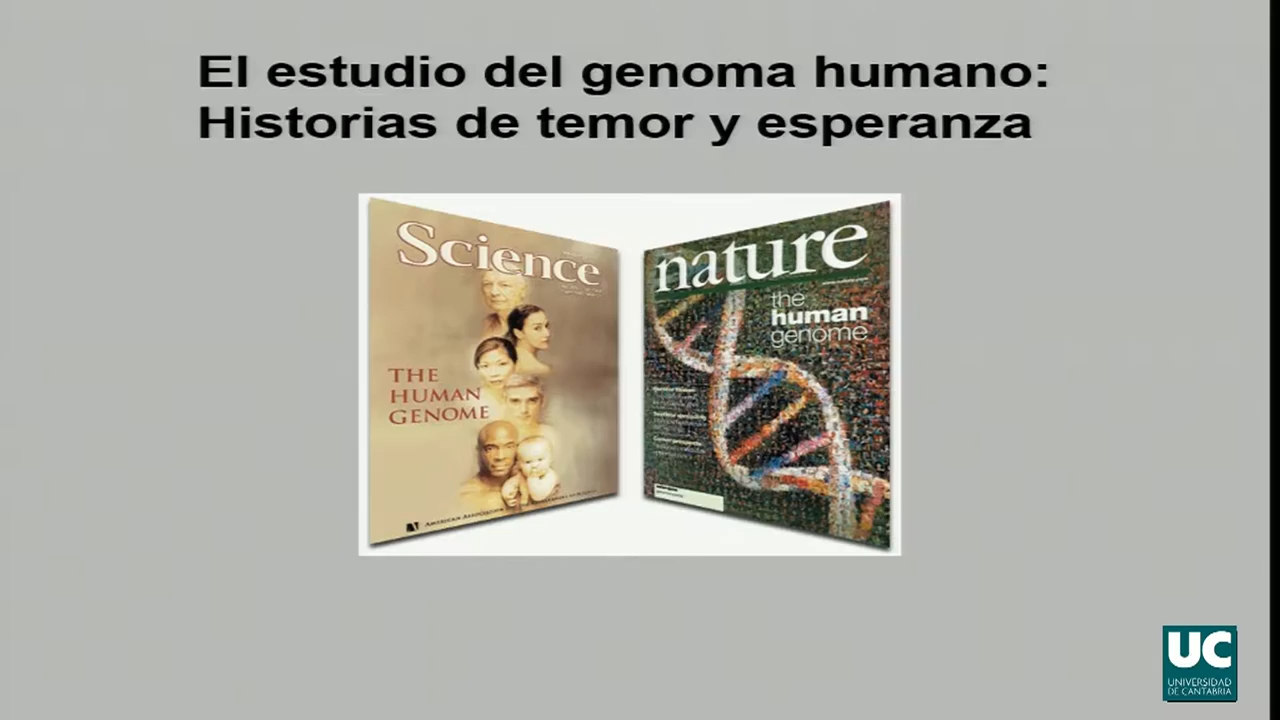 El estudio del genoma humano:
Historias de temor y esperanza
Science
THE
HUMAN
GENOME
nature
the
human
genome
UC
UNIVERSIDAD
DE CANTABRIA